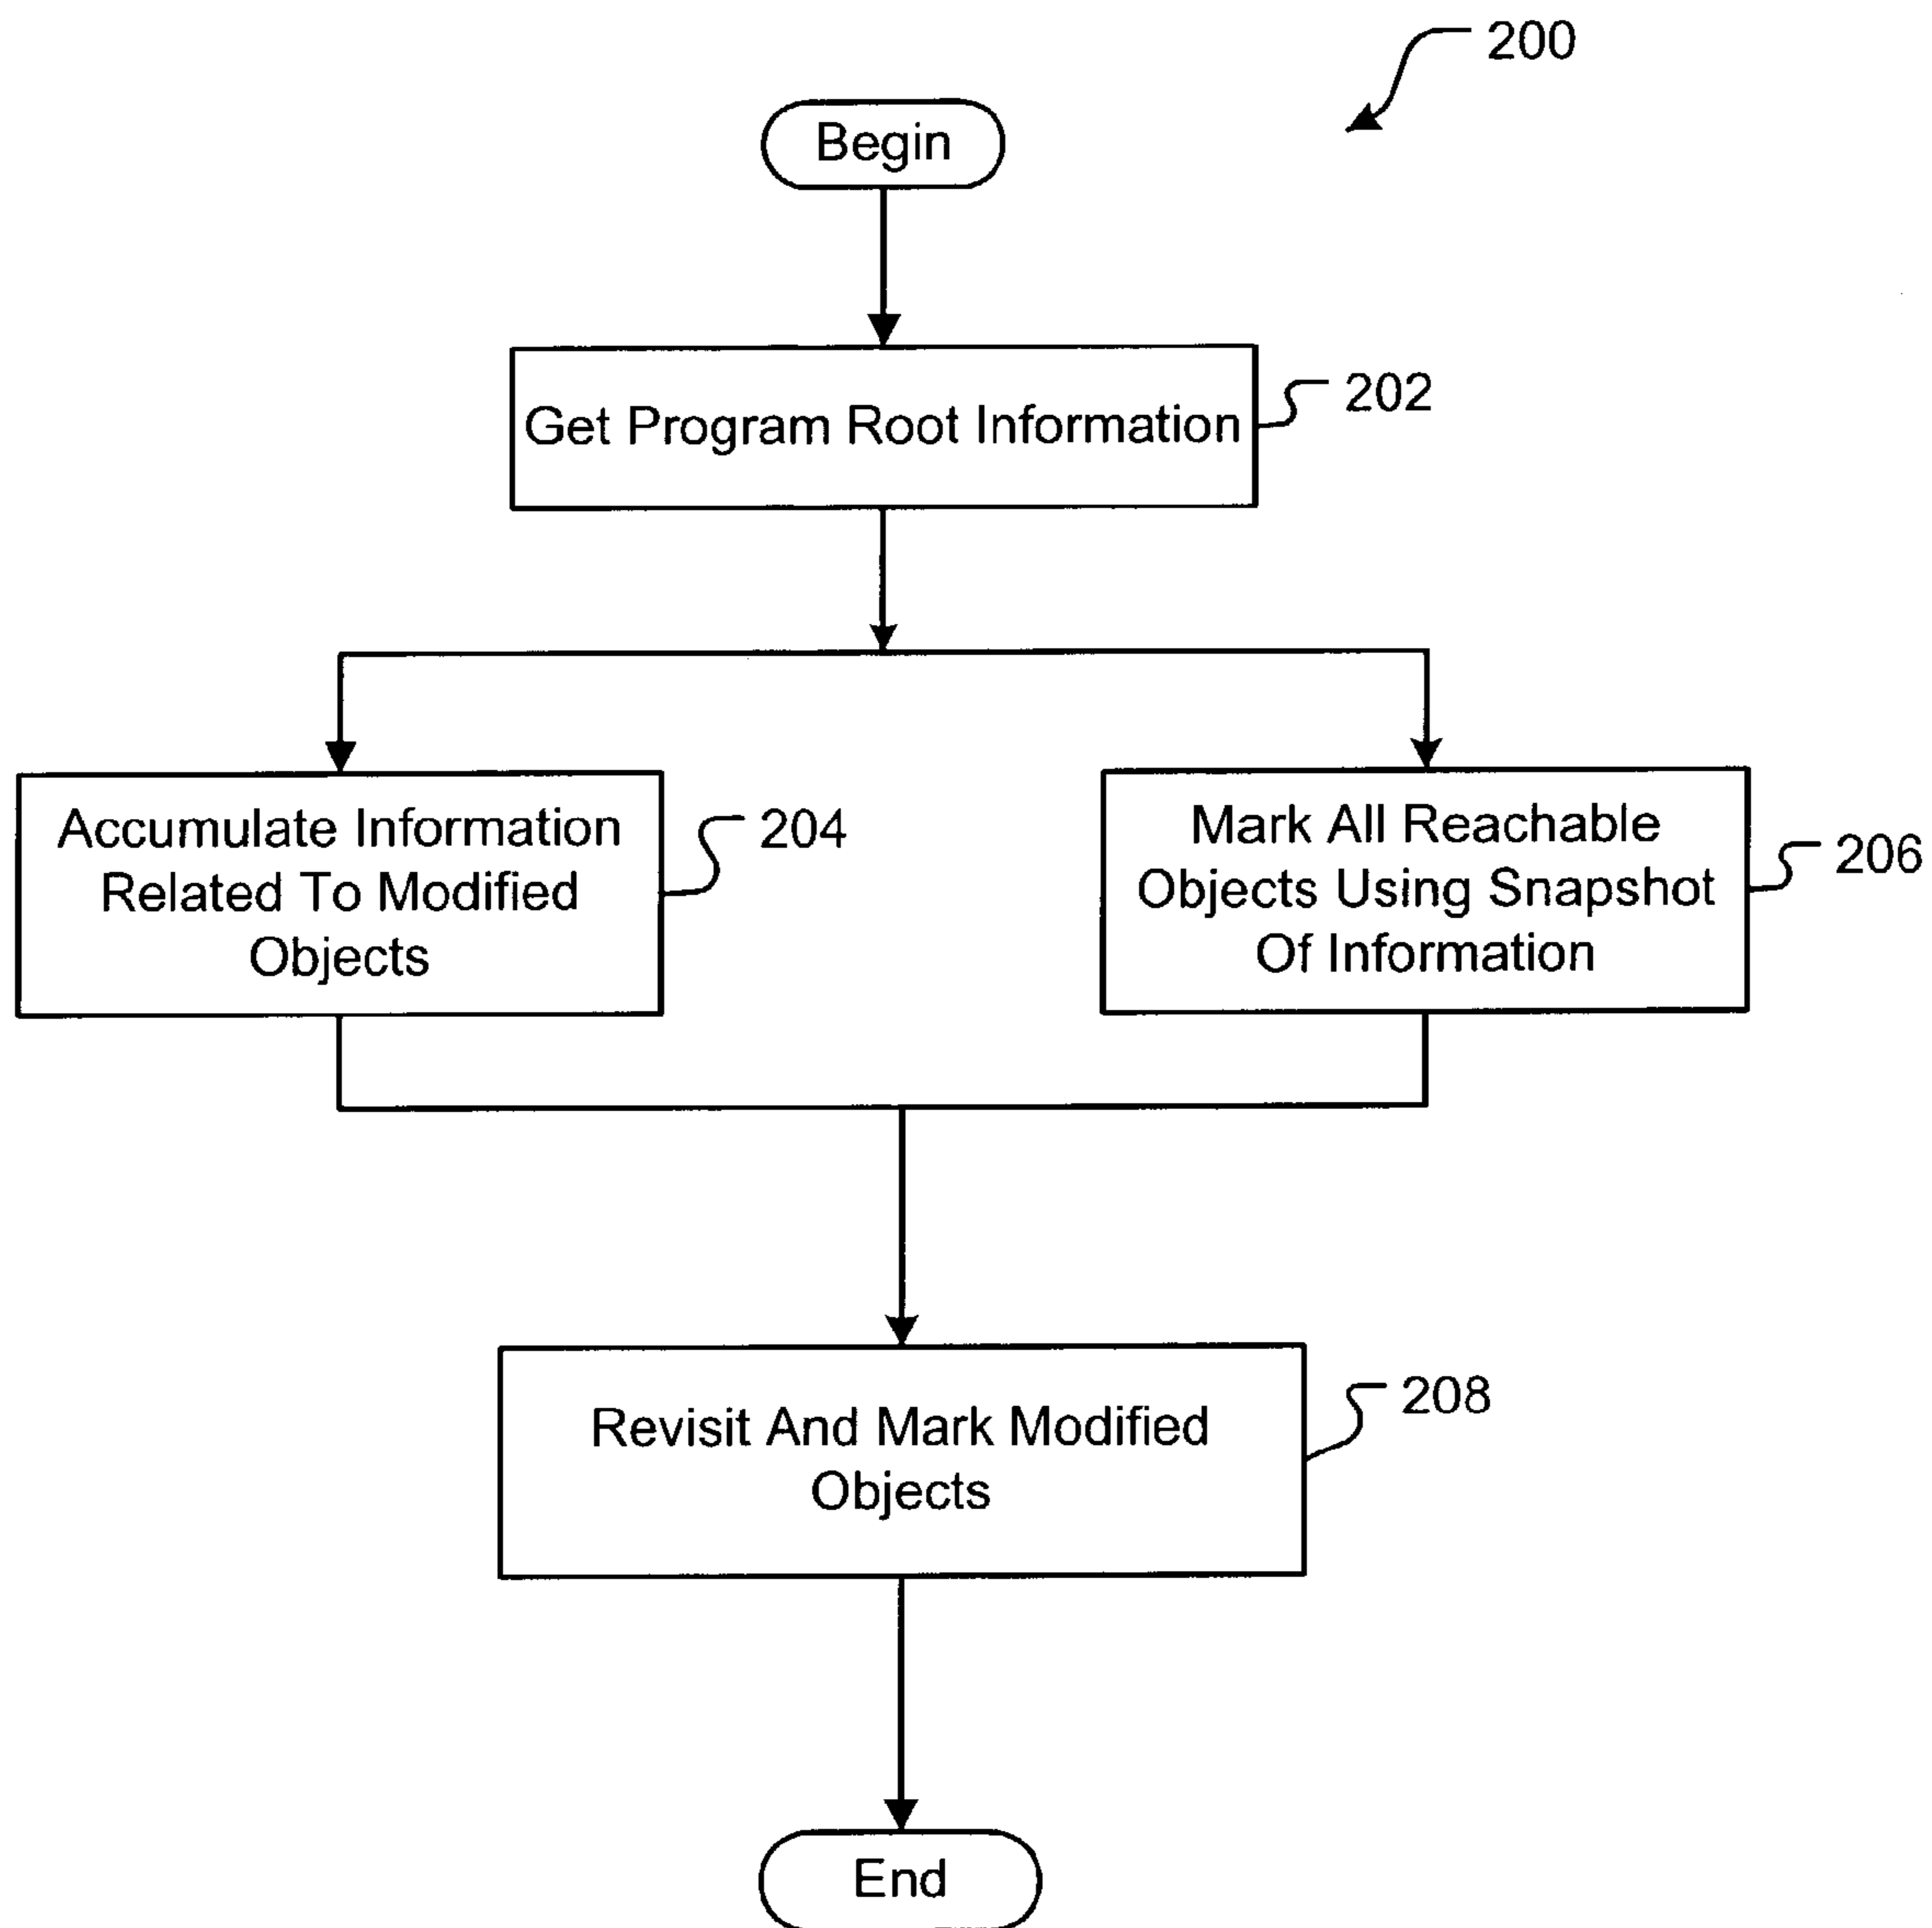 200
Begin
Get Program Root Information
202
Accumulate Information
Related To Modified
Objects
204
Mark All Reachable
Objects Using Snapshot
Of Information
206
Revisit And Mark Modified
Objects
208
End